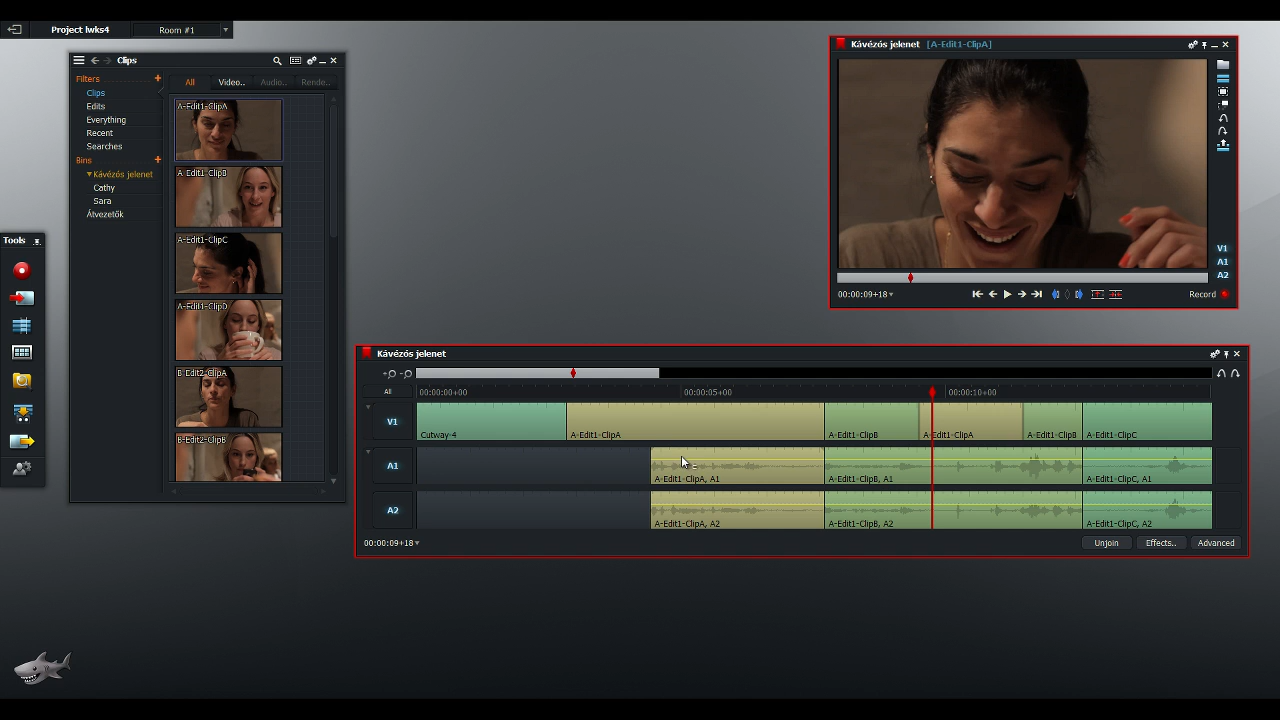 Project lwks4
Room #1
Clips
Filters
Clips
Edits
Everything
Recent
Searches
Bins
Kávézós jelenet
Cathy
Sara
Átvezetők
All
Video..
Audio..
Rende..
A-Edit1-ClipA
A-Edit1-ClipB
A-Edit1-ClipC
A-Edit1-ClipD
B-Edit2-ClipA
B-Edit2-ClipB
Tools
Kávézós jelenet [A-Edit1-ClipA]
V1
A1
A2
00:00:09+18
Record
Kávézós jelenet
All
00:00:00+00
00:00:05+00
00:00:10+00
V1
Cutway-4
A-Edit1-ClipA
A-Edit1-ClipB
A-Edit1-ClipA
A-Edit1-ClipB
A-Edit1-ClipC
A1
A-Edit1-ClipA, A1
A-Edit1-ClipB, A1
A-Edit1-ClipC, A1
A2
A-Edit1-ClipA, A2
A-Edit1-ClipB, A2
A-Edit1-ClipC, A2
00:00:09+18
Unjoin
Effects..
Advanced